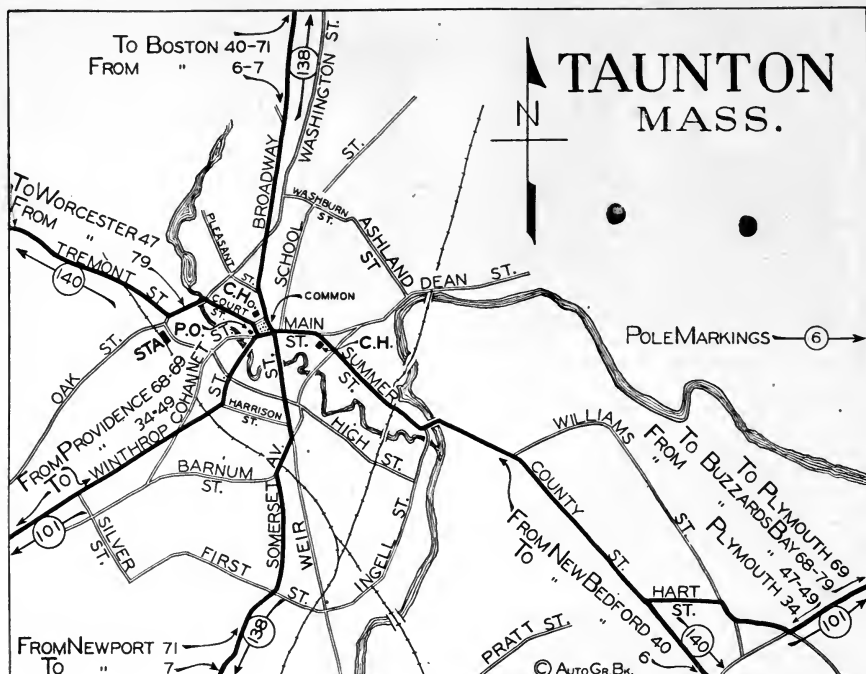 TAUNTON
MASS.
TO BOSTON 40-71
FROM " 6-7
138
BROADWAY
WASHINGTON ST.
N
ST.
WASHBURN
ST.
ASHLAND
ST
DEAN ST.
PLEASANT
ST.
SCHOOL
TO WORCESTER 47
FROM " 79
TREMONT
ST
140
C.HO.
COURT
ST
COMMON
P.O.
MAIN
ST.
C.H.
STA
OAK ST.
COHANNET ST.
ST.
SUMMER
ST.
POLE MARKINGS 6
FROM PROVIDENCE 68-69
TO " 34-49
WINTHROP ST.
HARRISON
ST.
HIGH ST.
BARNUM
ST.
SOMERSET AV.
WEIR
INGELL ST.
101
SILVER
ST.
FIRST ST.
WILLIAMS
ST.
COUNTY
ST.
FROM NEW BEDFORD 40
TO " 6
TO PLYMOUTH 69
TO BUZZARDS BAY 68-79
FROM " " 47-49
" PLYMOUTH 34
HART
ST.
140
101
PRATT ST.
FROM NEWPORT 71
TO " 7
138
© AUTO GR. BK.